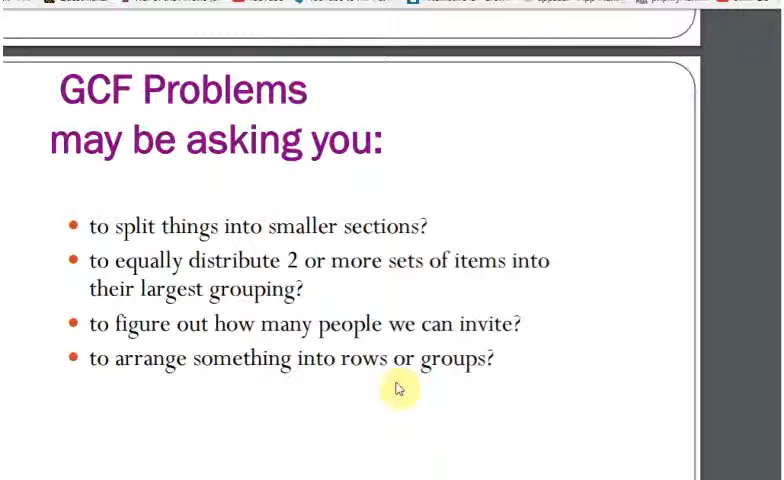 GCF Problems
may be asking you:
to split things into smaller sections?
to equally distribute 2 or more sets of items into
their largest grouping?
to figure out how many people we can invite?
to arrange something into rows or groups?